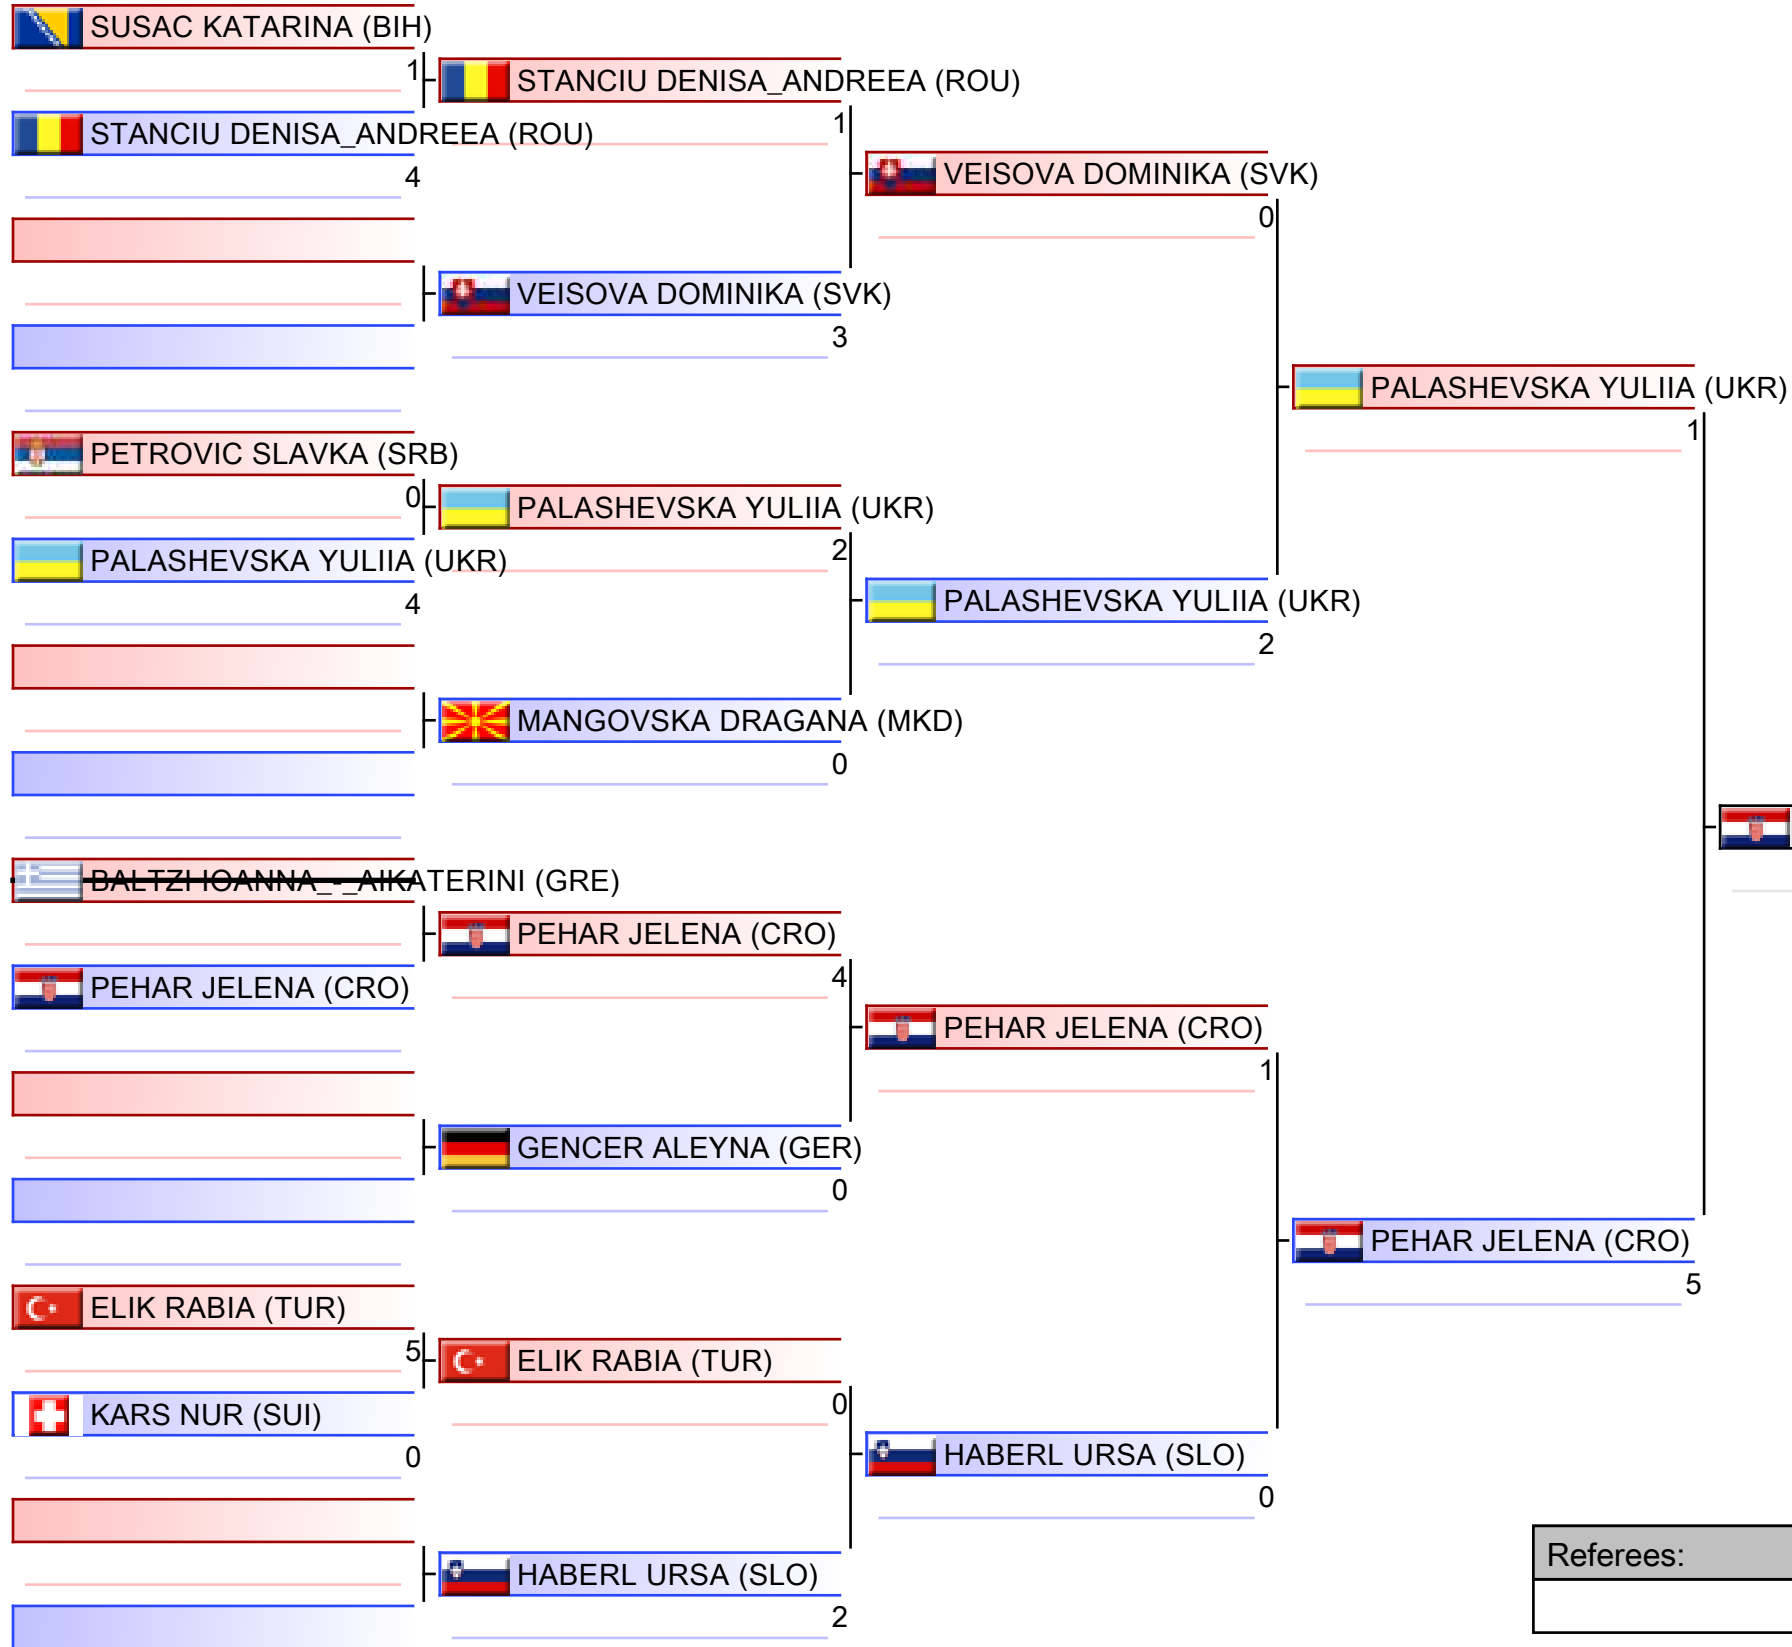 SUSAC KATARINA (BIH)
1
STANCIU DENISA_ANDREEA (ROU)
4
PETROVIC SLAVKA (SRB)
0
PALASHEVSKA YULIIA (UKR)
4
BALTZI IOANNA_-_AIKATERINI (GRE)
PEHAR JELENA (CRO)
ELIK RABIA (TUR)
5
KARS NUR (SUI)
0
STANCIU DENISA_ANDREEA (ROU)
1
VEISOVA DOMINIKA (SVK)
3
PALASHEVSKA YULIIA (UKR)
2
MANGOVSKA DRAGANA (MKD)
0
PEHAR JELENA (CRO)
4
GENCER ALEYNA (GER)
0
ELIK RABIA (TUR)
0
HABERL URSA (SLO)
2
VEISOVA DOMINIKA (SVK)
0
PALASHEVSKA YULIIA (UKR)
2
PEHAR JELENA (CRO)
1
HABERL URSA (SLO)
0
PALASHEVSKA YULIIA (UKR)
1
PEHAR JELENA (CRO)
5
Referees: